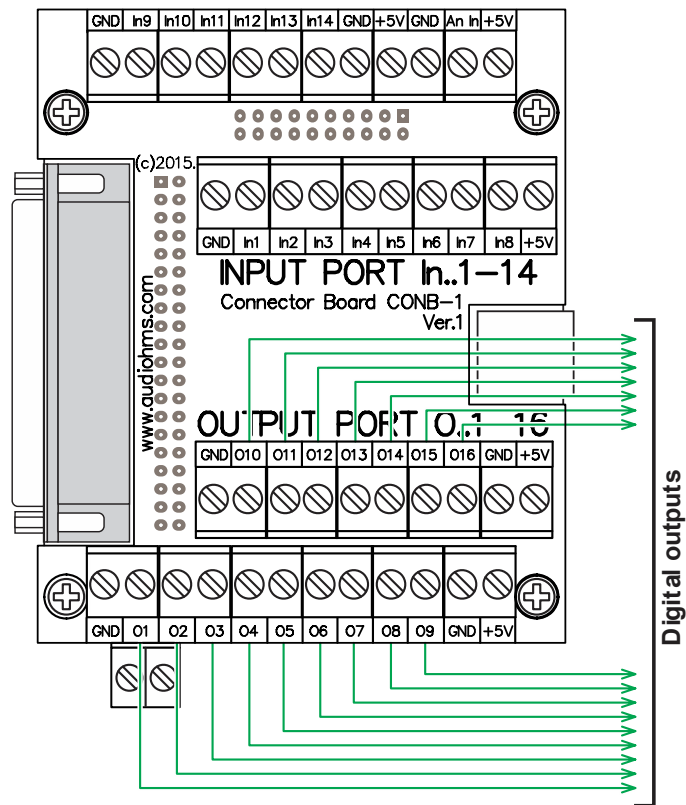 GND In9 In10 In11 In12 In13 In14 GND +5V GND An In +5V
(c)2015.
GND In1 In2 In3 In4 In5 In6 In7 In8 +5V
INPUT PORT In..1-14
Connector Board CONB-1
Ver.1
www.audiohms.com
OUTPUT PORT O..1 16
GND O10 O11 O12 O13 O14 O15 O16 GND +5V
GND O1 O2 O3 O4 O5 O6 O7 O8 O9 GND +5V
Digital outputs